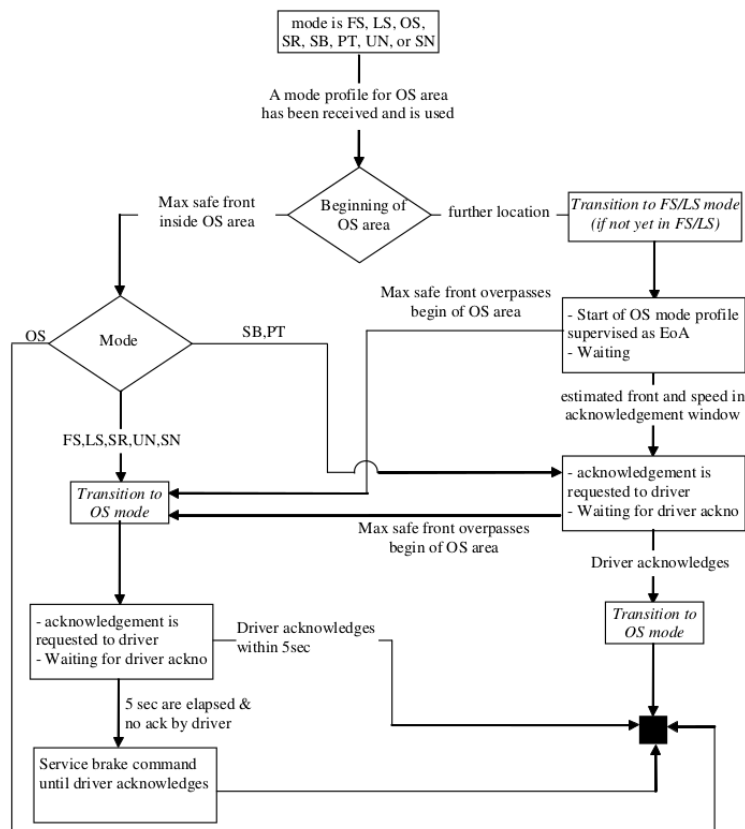 mode is FS, LS, OS,
SR, SB, PT, UN, or SN
A mode profile for OS area
has been received and is used
Max safe front
inside OS area
Beginning of
OS area
further location
Transition to FS/LS mode
(if not yet in FS/LS)
Max safe front overpasses
begin of OS area
- Start of OS mode profile
supervised as EoA
- Waiting
OS
Mode
SB,PT
estimated front and speed in
acknowledgement window
FS,LS,SR,UN,SN
Transition to
OS mode
- acknowledgement is
requested to driver
- Waiting for driver ackno
Max safe front overpasses
begin of OS area
Driver acknowledges
Transition to
OS mode
- acknowledgement is
requested to driver
- Waiting for driver ackno
Driver acknowledges
within 5sec
5 sec are elapsed &
no ack by driver
Service brake command
until driver acknowledges